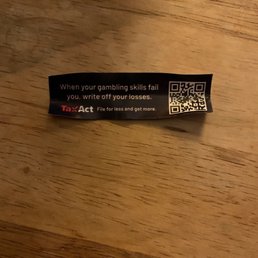 When your gambling skills fail
you, write off your losses.
TaxAct File for less and get more.